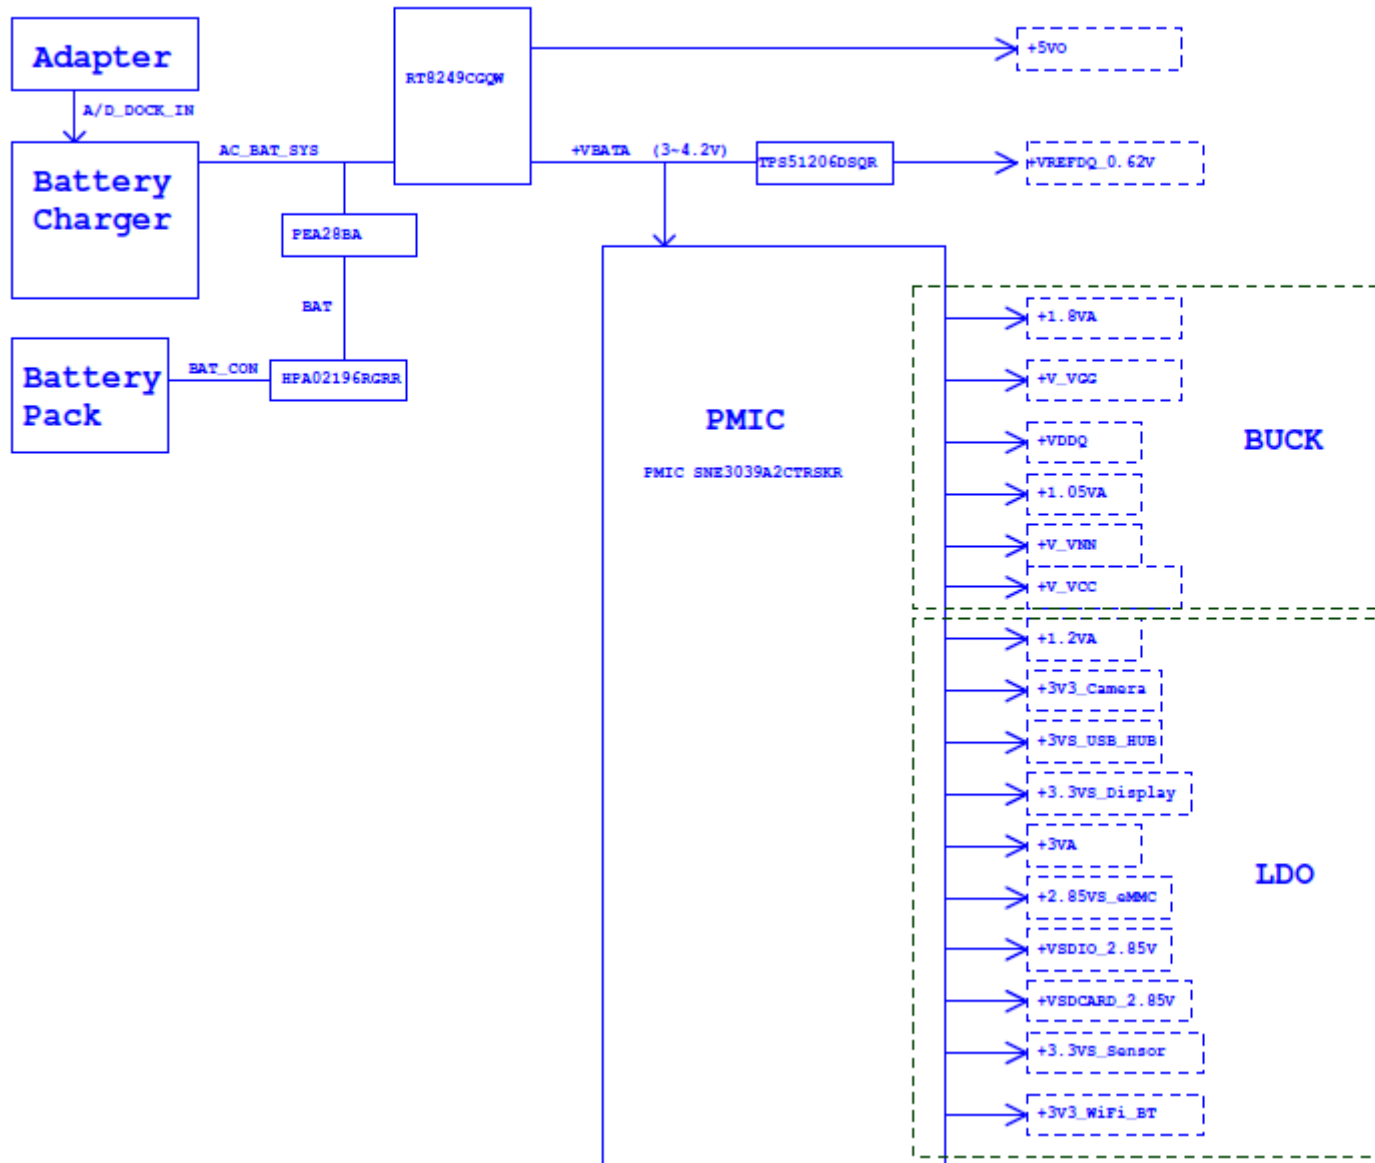 Adapter
A/D_DOCK_IN
Battery
Charger
AC_BAT_SYS
RT8249CGQW
+5VO
+VBATA (3~4.2V)
TPS51206DSQR
+VREFDQ_0.62V
PEA28BA
BAT
Battery
Pack
BAT_CON
HPA02196RGRR
PMIC
PMIC SNE3039A2CTRSKR
+1.8VA
+V_VGG
+VDDQ
+1.05VA
+V_VNN
+V_VCC
BUCK
+1.2VA
+3V3_Camera
+3VS_USB_HUB
+3.3VS_Display
+3VA
+2.85VS_eMMC
+VSDIO_2.85V
+VSDCARD_2.85V
+3.3VS_Sensor
+3V3_WiFi_BT
LDO